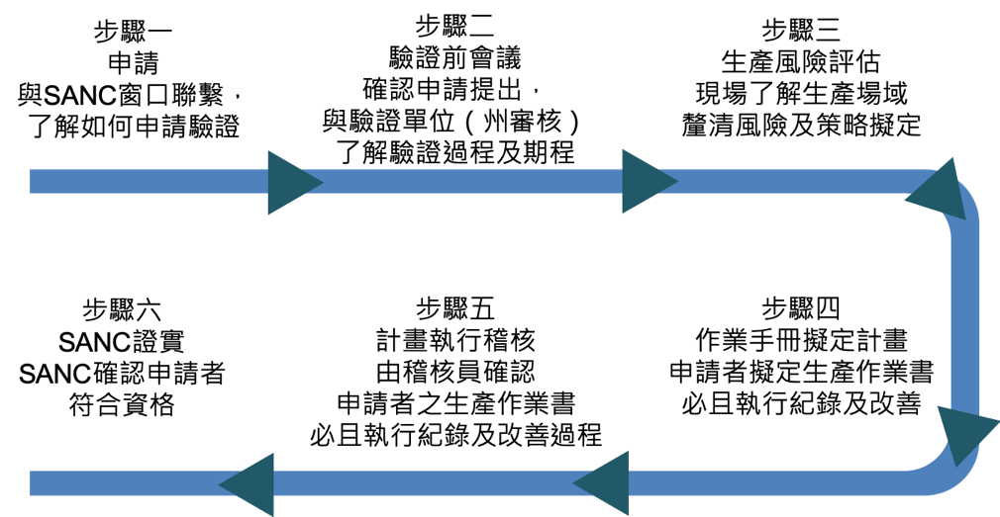 步驟一
申請
與SANC窗口聯繫，
了解如何申請驗證
步驟二
驗證前會議
確認申請提出，
與驗證單位（州審核）
了解驗證過程及期程
步驟三
生產風險評估
現場了解生產場域
釐清風險及策略擬定
步驟四
作業手冊擬定計畫
申請者擬定生產作業書
必且執行紀錄及改善
步驟五
計畫執行稽核
由稽核員確認
申請者之生產作業書
必且執行紀錄及改善過程
步驟六
SANC證實
SANC確認申請者
符合資格